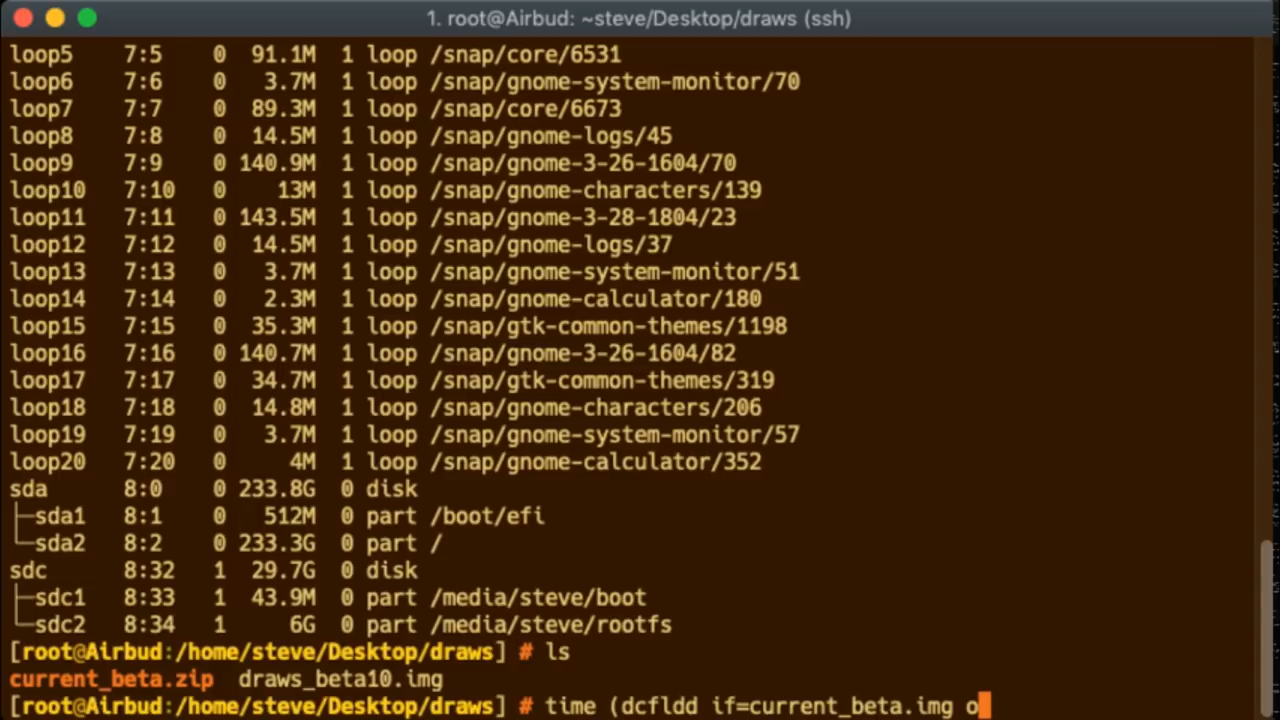 1. root@Airbud: ~steve/Desktop/draws (ssh)
loop5    7:5    0  91.1M  1 loop /snap/core/6531
loop6    7:6    0   3.7M  1 loop /snap/gnome-system-monitor/70
loop7    7:7    0  89.3M  1 loop /snap/core/6673
loop8    7:8    0  14.5M  1 loop /snap/gnome-logs/45
loop9    7:9    0 140.9M  1 loop /snap/gnome-3-26-1604/70
loop10   7:10   0    13M  1 loop /snap/gnome-characters/139
loop11   7:11   0 143.5M  1 loop /snap/gnome-3-28-1804/23
loop12   7:12   0  14.5M  1 loop /snap/gnome-logs/37
loop13   7:13   0   3.7M  1 loop /snap/gnome-system-monitor/51
loop14   7:14   0   2.3M  1 loop /snap/gnome-calculator/180
loop15   7:15   0  35.3M  1 loop /snap/gtk-common-themes/1198
loop16   7:16   0 140.7M  1 loop /snap/gnome-3-26-1604/82
loop17   7:17   0  34.7M  1 loop /snap/gtk-common-themes/319
loop18   7:18   0  14.8M  1 loop /snap/gnome-characters/206
loop19   7:19   0   3.7M  1 loop /snap/gnome-system-monitor/57
loop20   7:20   0     4M  1 loop /snap/gnome-calculator/352
sda      8:0    0 233.8G  0 disk
├─sda1   8:1    0   512M  0 part /boot/efi
└─sda2   8:2    0 233.3G  0 part /
sdc      8:32   1  29.7G  0 disk
├─sdc1   8:33   1  43.9M  0 part /media/steve/boot
└─sdc2   8:34   1     6G  0 part /media/steve/rootfs
[root@Airbud:/home/steve/Desktop/draws] # ls
current_beta.zip  draws_beta10.img
[root@Airbud:/home/steve/Desktop/draws] # time (dcfldd if=current_beta.img o